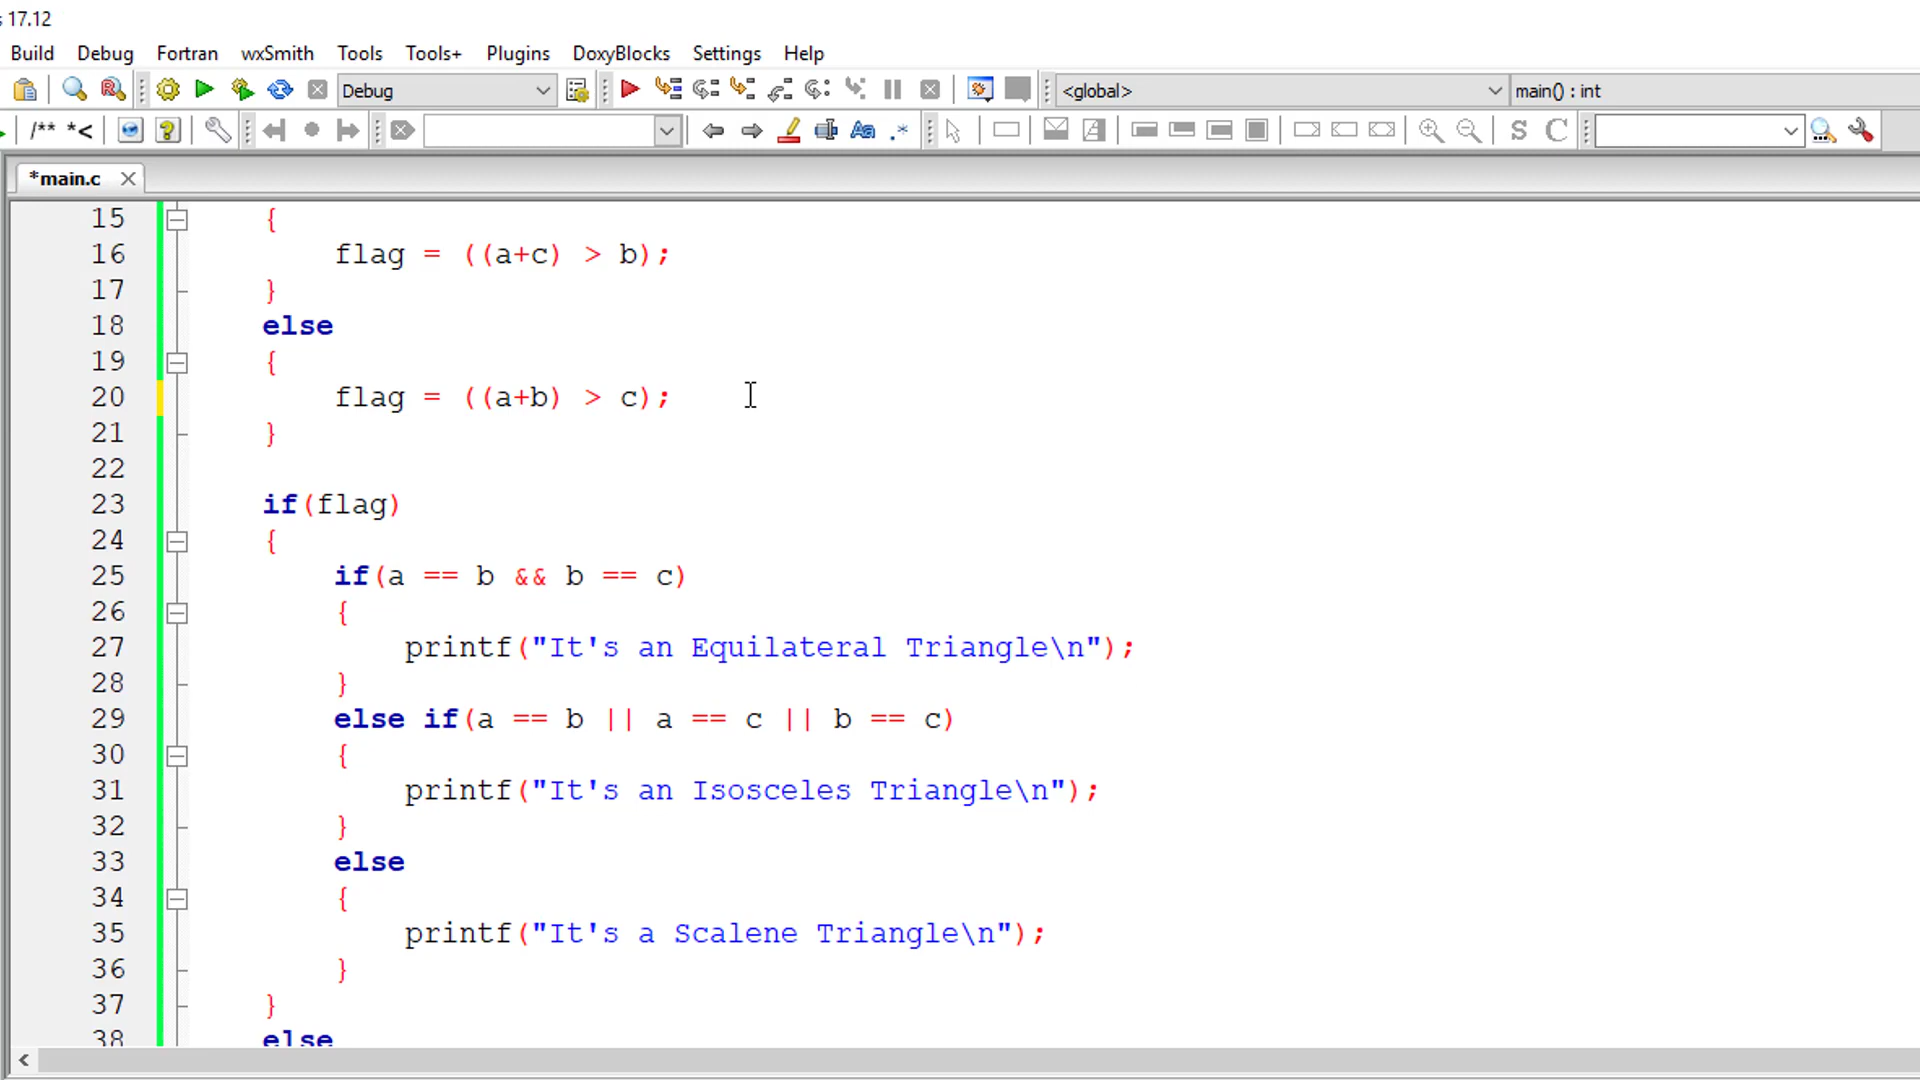 17.12
Build Debug Fortran wxSmith Tools Tools+ Plugins DoxyBlocks Settings Help
Debug <global> main() : int
/** *<
*main.c
15 {
16 flag = ((a+c) > b);
17 }
18 else
19 {
20 flag = ((a+b) > c);
21 }
22
23 if(flag)
24 {
25 if(a == b && b == c)
26 {
27 printf("It's an Equilateral Triangle\n");
28 }
29 else if(a == b || a == c || b == c)
30 {
31 printf("It's an Isosceles Triangle\n");
32 }
33 else
34 {
35 printf("It's a Scalene Triangle\n");
36 }
37 }
38 else